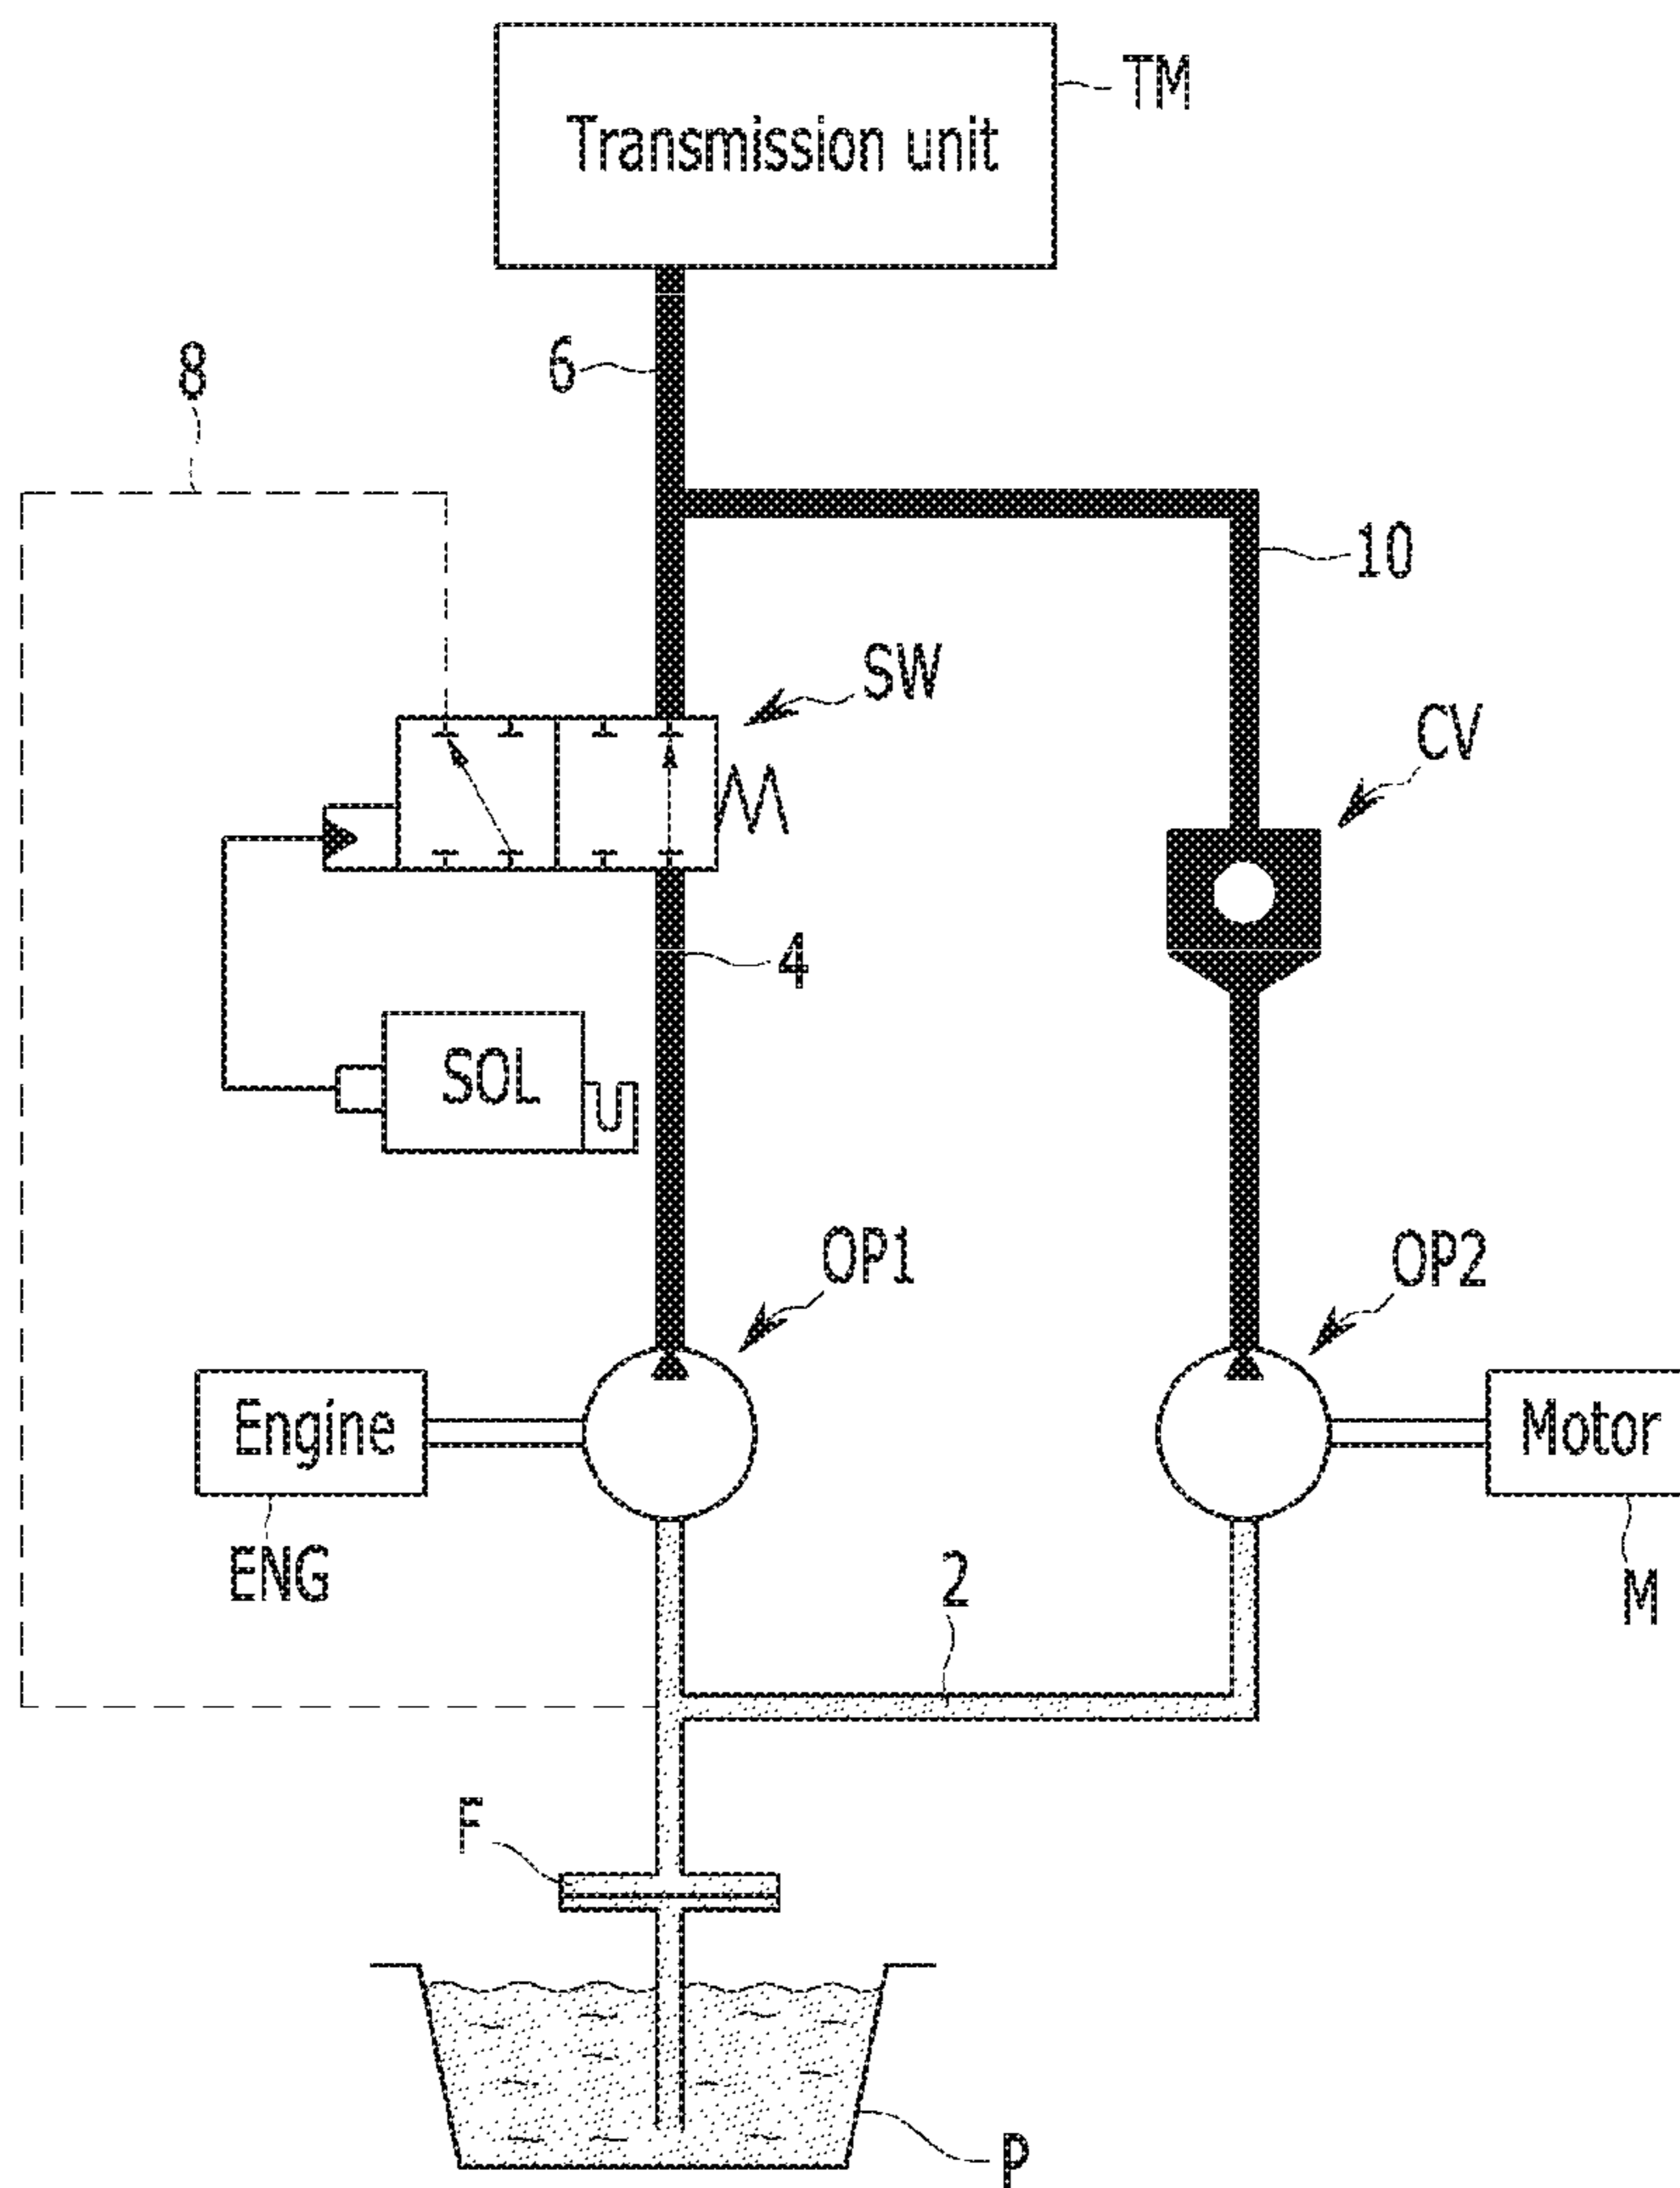 TM
Transmission unit
6
8
10
SW
CV
4
SOL
OP1
OP2
Engine
Motor
ENG
2
M
F
P